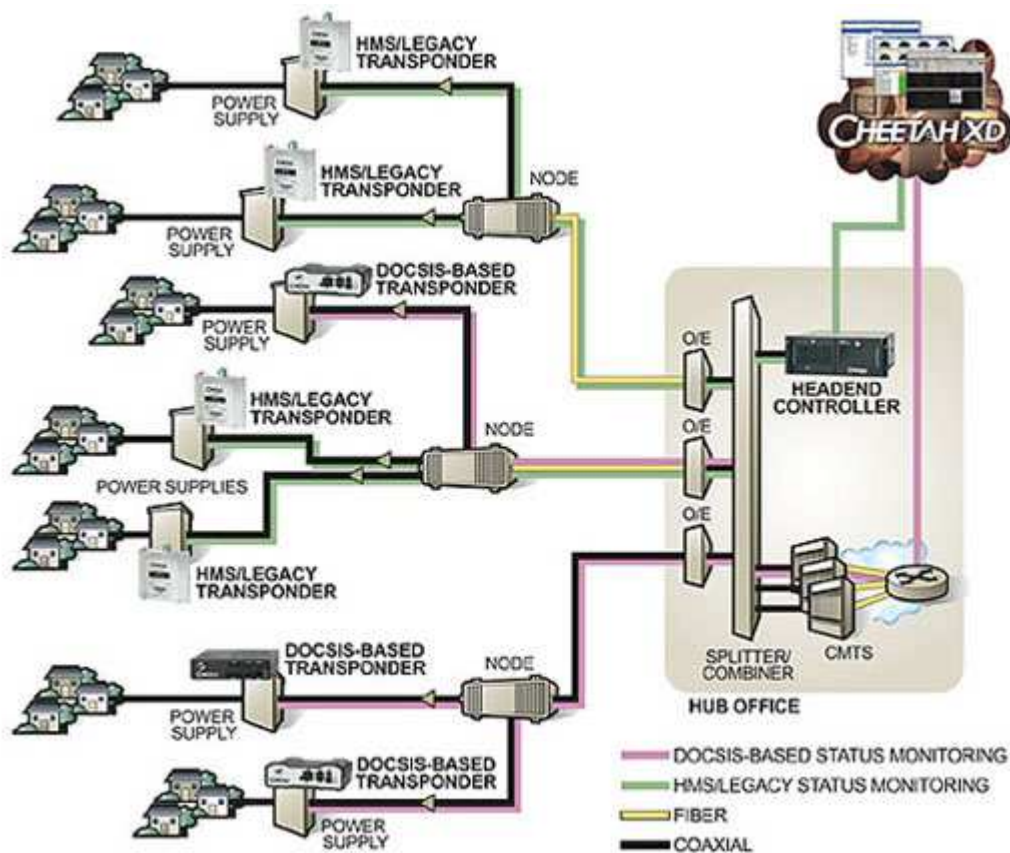 HMS/LEGACY
TRANSPONDER
POWER
SUPPLY
CHEETAH XD
HMS/LEGACY
TRANSPONDER
NODE
POWER
SUPPLY
DOCSIS-BASED
TRANSPONDER
POWER
SUPPLY
O/E
HEADEND
CONTROLLER
HMS/LEGACY
TRANSPONDER
NODE
O/E
POWER SUPPLIES
O/E
HMS/LEGACY
TRANSPONDER
DOCSIS-BASED
TRANSPONDER
NODE
SPLITTER/
COMBINER
CMTS
POWER
SUPPLY
HUB OFFICE
DOCSIS-BASED
TRANSPONDER
POWER
SUPPLY
DOCSIS-BASED STATUS MONITORING
HMS/LEGACY STATUS MONITORING
FIBER
COAXIAL